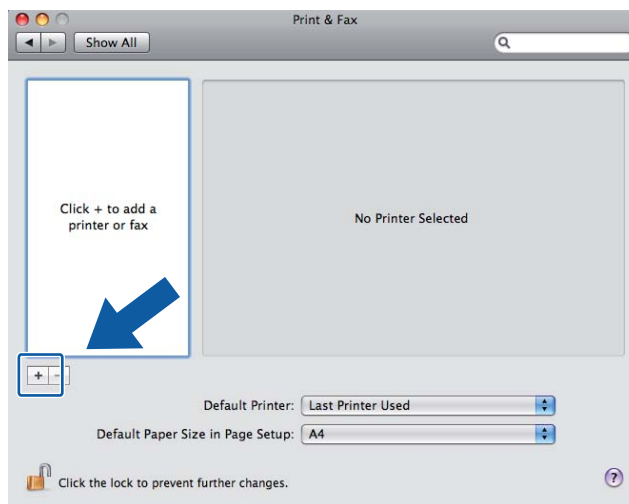 Print & Fax
Show All
Click + to add a
printer or fax
No Printer Selected
+ -
Default Printer: Last Printer Used
Default Paper Size in Page Setup: A4
Click the lock to prevent further changes.
?